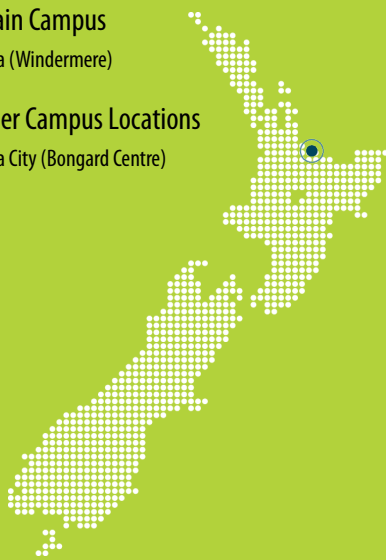 ain Campus
a (Windermere)
er Campus Locations
a City (Bongard Centre)